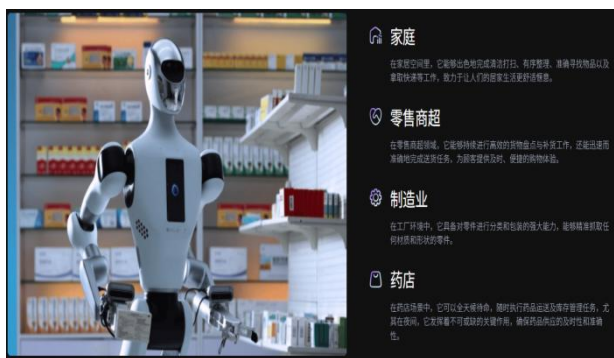 家庭
在家居空间里，它能够出色地完成清洁打扫、有序整理、准确寻找物品以及
拿取快递等工作，致力于让人们的居家生活更舒适惬意。
零售商超
在零售商超领域，它能够持续进行高效的货物盘点与补货工作，还能迅速而
准确地完成送货任务，为顾客提供及时、便捷的购物体验。
制造业
在工厂环境中，它具备对零件进行分类和包装的强大能力，能够精准抓取任
何材质和形状的零件。
药店
在药店场景中，它可以全天候待命，随时执行药品运送及库存管理任务，尤
其在夜间，它发挥着不可或缺的关键作用，确保药品供应的及时性和准确
性。